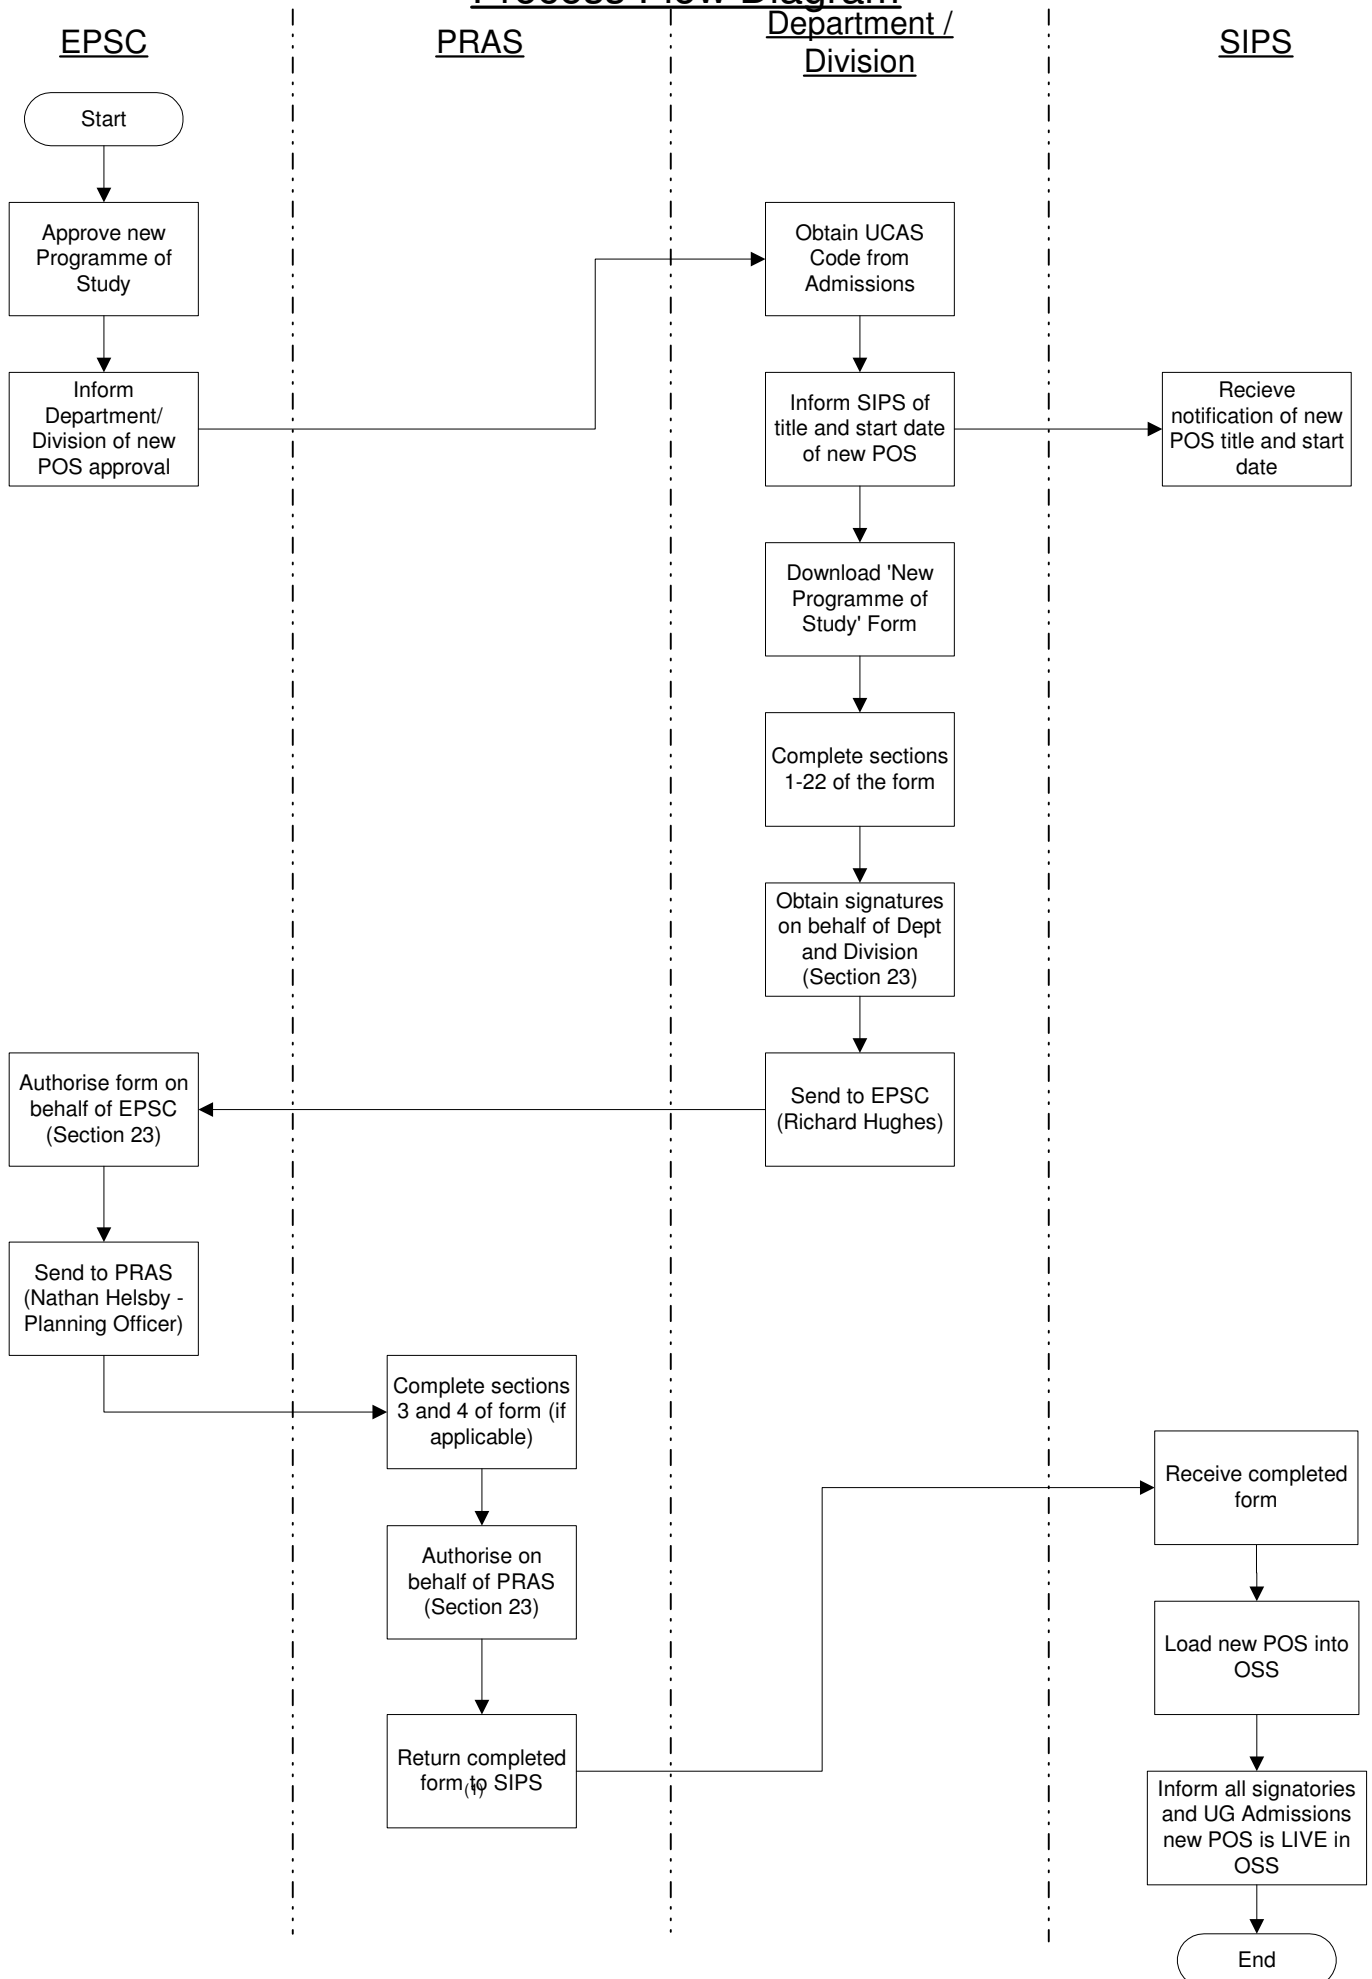 Process Flow Diagram
EPSC
PRAS
Department /
Division
SIPS
Start
Approve new
Programme of
Study
Obtain UCAS
Code from
Admissions
Inform
Department/
Division of new
POS approval
Inform SIPS of
title and start date
of new POS
Recieve
notification of new
POS title and start
date
Download 'New
Programme of
Study' Form
Complete sections
1-22 of the form
Obtain signatures
on behalf of Dept
and Division
(Section 23)
Authorise form on
behalf of EPSC
(Section 23)
Send to EPSC
(Richard Hughes)
Send to PRAS
(Nathan Helsby -
Planning Officer)
Complete sections
3 and 4 of form (if
applicable)
Receive completed
form
Authorise on
behalf of PRAS
(Section 23)
Load new POS into
OSS
Return completed
form to SIPS
(1)
Inform all signatories
and UG Admissions
new POS is LIVE in
OSS
End